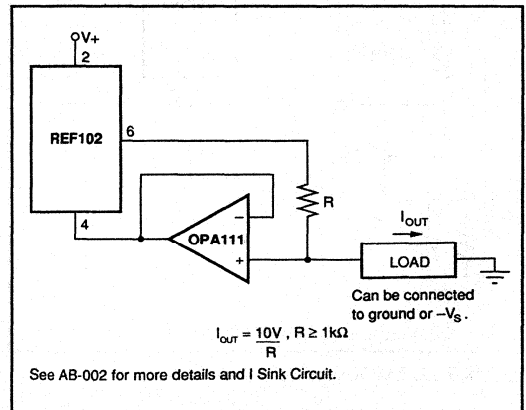 V+
2
REF102
6
R
4
−
OPA111
+
I_OUT
LOAD
Can be connected
to ground or −V_S.
I_OUT = 10V/R , R ≥ 1kΩ
See AB-002 for more details and I Sink Circuit.